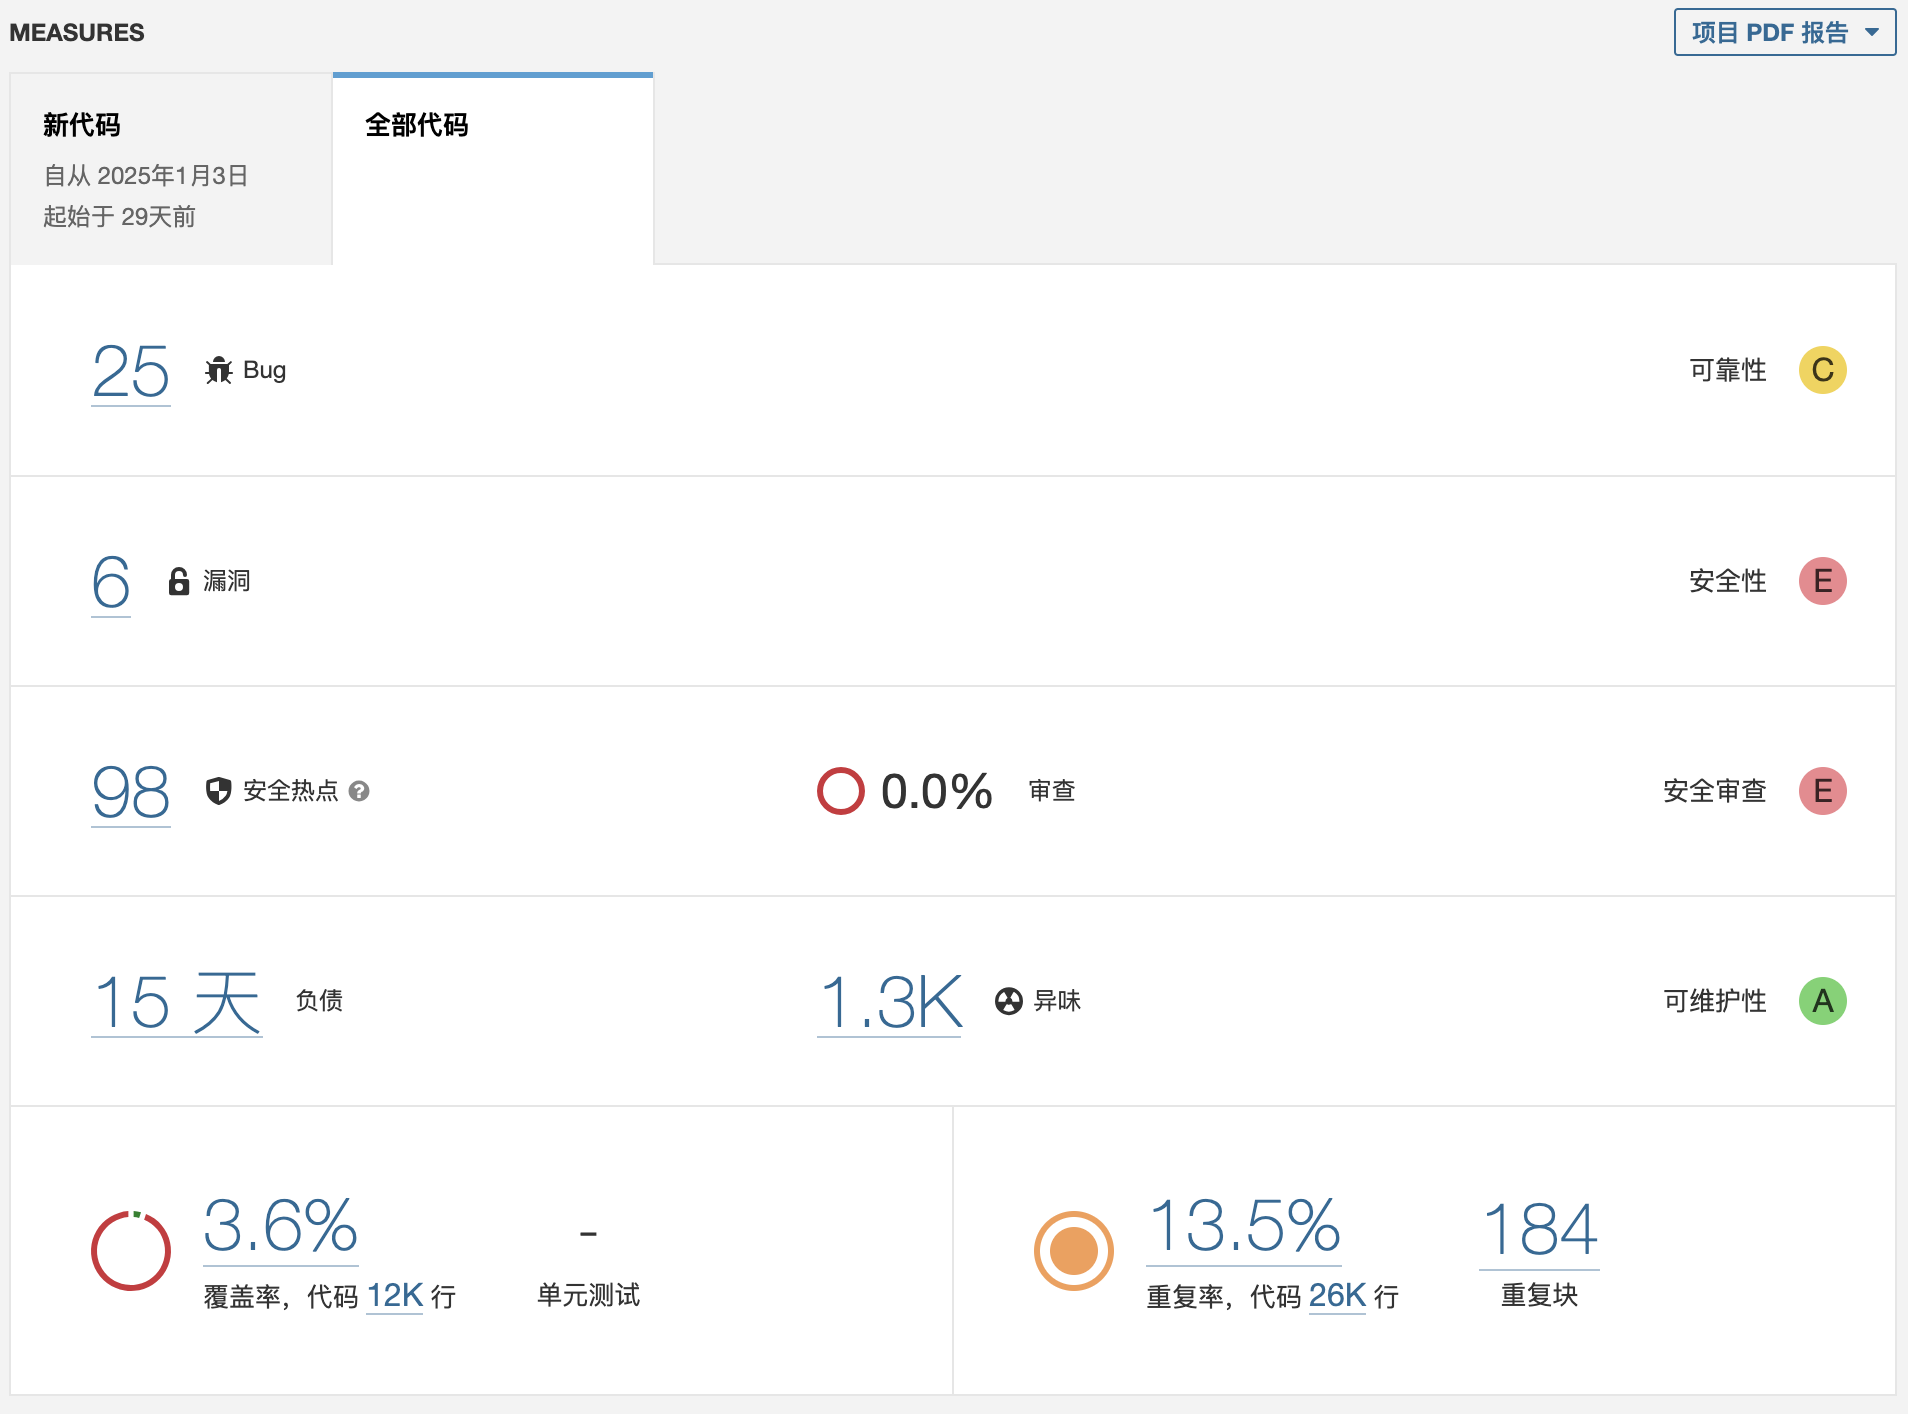 MEASURES
项目 PDF 报告
新代码
自从 2025年1月3日
起始于 29天前
全部代码
25 Bug 可靠性 C
6 漏洞 安全性 E
98 安全热点 ? 0.0% 审查 安全审查 E
15 天 负债 1.3K 异味 可维护性 A
3.6%
覆盖率，代码 12K 行
–
单元测试
13.5%
重复率，代码 26K 行
184
重复块